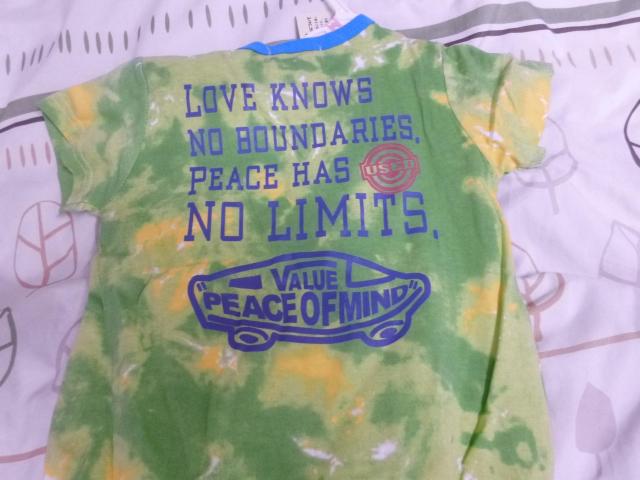 LOVE KNOWS
NO BOUNDARIES.
PEACE HAS
NO LIMITS.
VALUE
"PEACE OF MIND"